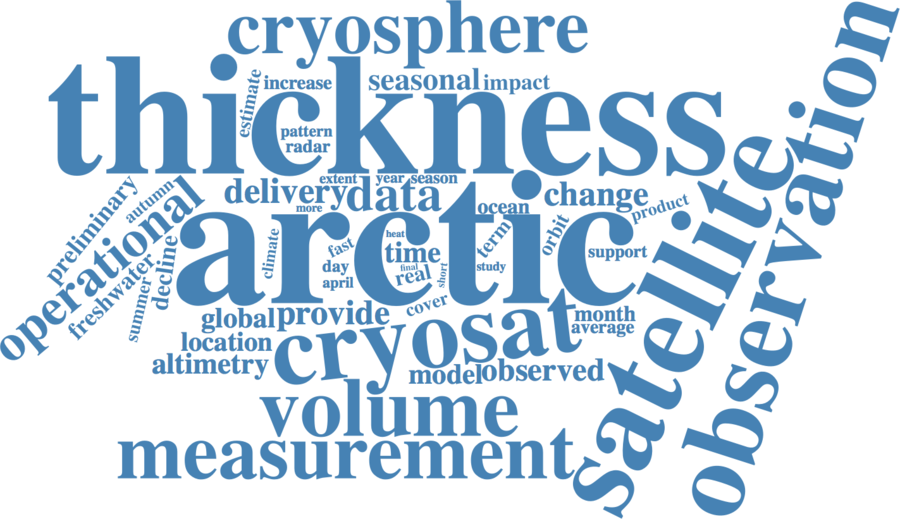 cryosphere
thickness
estimate
increase
seasonal
impact
pattern
radar
observation
satellite
extent
year
season
delivery
data
change
more
ocean
product
preliminary
autumn
operational
arctic
climate
fast
heat
time
term
orbit
support
day
final
real
short
study
april
freshwater
decline
summer
cover
global
provide
cryosat
month
average
location
altimetry
model
observed
volume
measurement